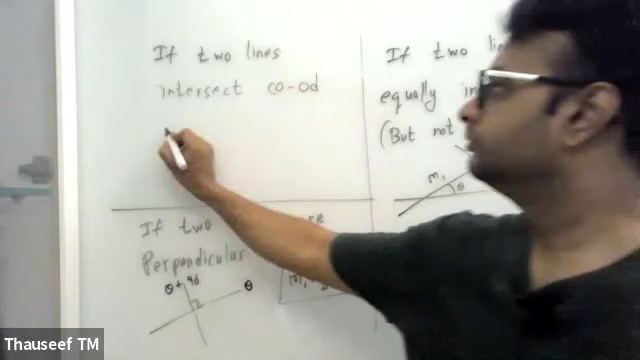 If two lines
intersect co-od
If two
equally in
(But not
m₁
θ
If two re
Perpendicular
θ + 90
θ
m₁
Thauseef TM